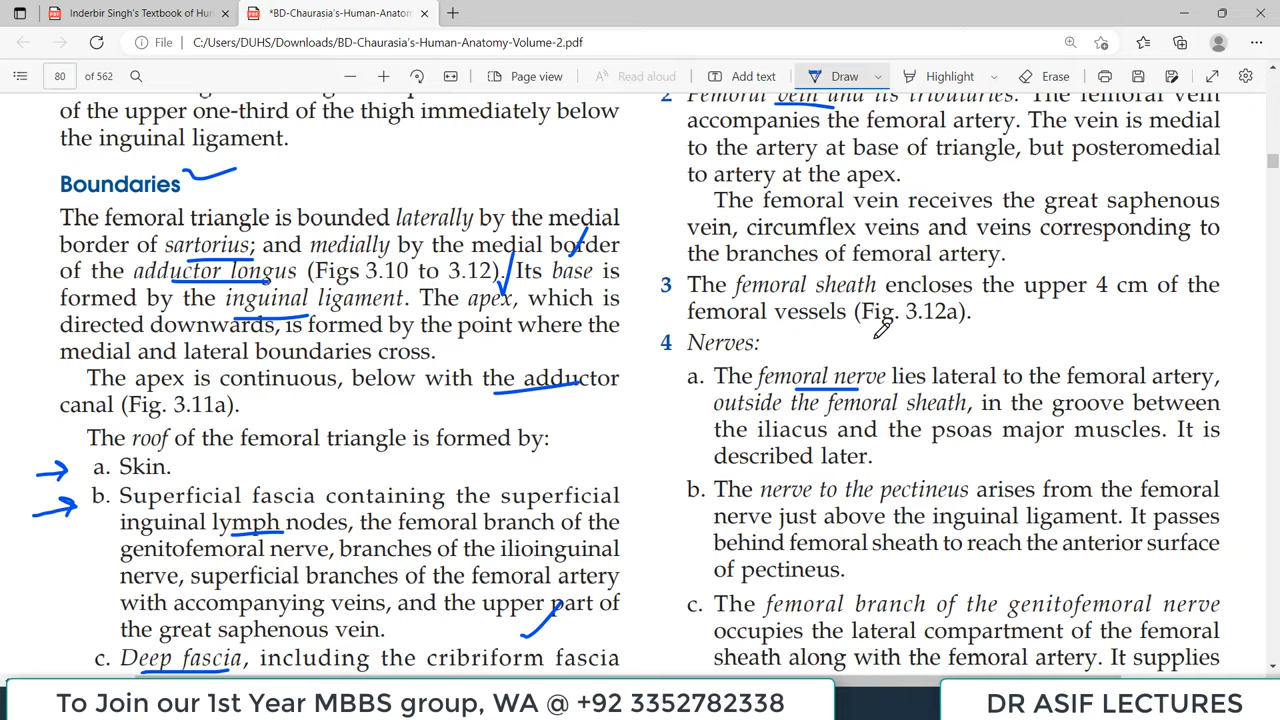 Inderbir Singh's Textbook of Hum
*BD-Chaurasia's-Human-Anatomy
File
C:/Users/DUHS/Downloads/BD-Chaurasia's-Human-Anatomy-Volume-2.pdf
80 of 562
Page view
Read aloud
Add text
Draw
Highlight
Erase
of the upper one-third of the thigh immediately below
the inguinal ligament.
Boundaries
The femoral triangle is bounded laterally by the medial
border of sartorius; and medially by the medial border
of the adductor longus (Figs 3.10 to 3.12). Its base is
formed by the inguinal ligament. The apex, which is
directed downwards, is formed by the point where the
medial and lateral boundaries cross.
The apex is continuous, below with the adductor
canal (Fig. 3.11a).
The roof of the femoral triangle is formed by:
a. Skin.
b. Superficial fascia containing the superficial
inguinal lymph nodes, the femoral branch of the
genitofemoral nerve, branches of the ilioinguinal
nerve, superficial branches of the femoral artery
with accompanying veins, and the upper part of
the great saphenous vein.
c. Deep fascia, including the cribriform fascia
2 Femoral vein and its tributaries: The femoral vein
accompanies the femoral artery. The vein is medial
to the artery at base of triangle, but posteromedial
to artery at the apex.
The femoral vein receives the great saphenous
vein, circumflex veins and veins corresponding to
the branches of femoral artery.
3 The femoral sheath encloses the upper 4 cm of the
femoral vessels (Fig. 3.12a).
4 Nerves:
a. The femoral nerve lies lateral to the femoral artery,
outside the femoral sheath, in the groove between
the iliacus and the psoas major muscles. It is
described later.
b. The nerve to the pectineus arises from the femoral
nerve just above the inguinal ligament. It passes
behind femoral sheath to reach the anterior surface
of pectineus.
c. The femoral branch of the genitofemoral nerve
occupies the lateral compartment of the femoral
sheath along with the femoral artery. It supplies
To Join our 1st Year MBBS group, WA @ +92 3352782338
DR ASIF LECTURES